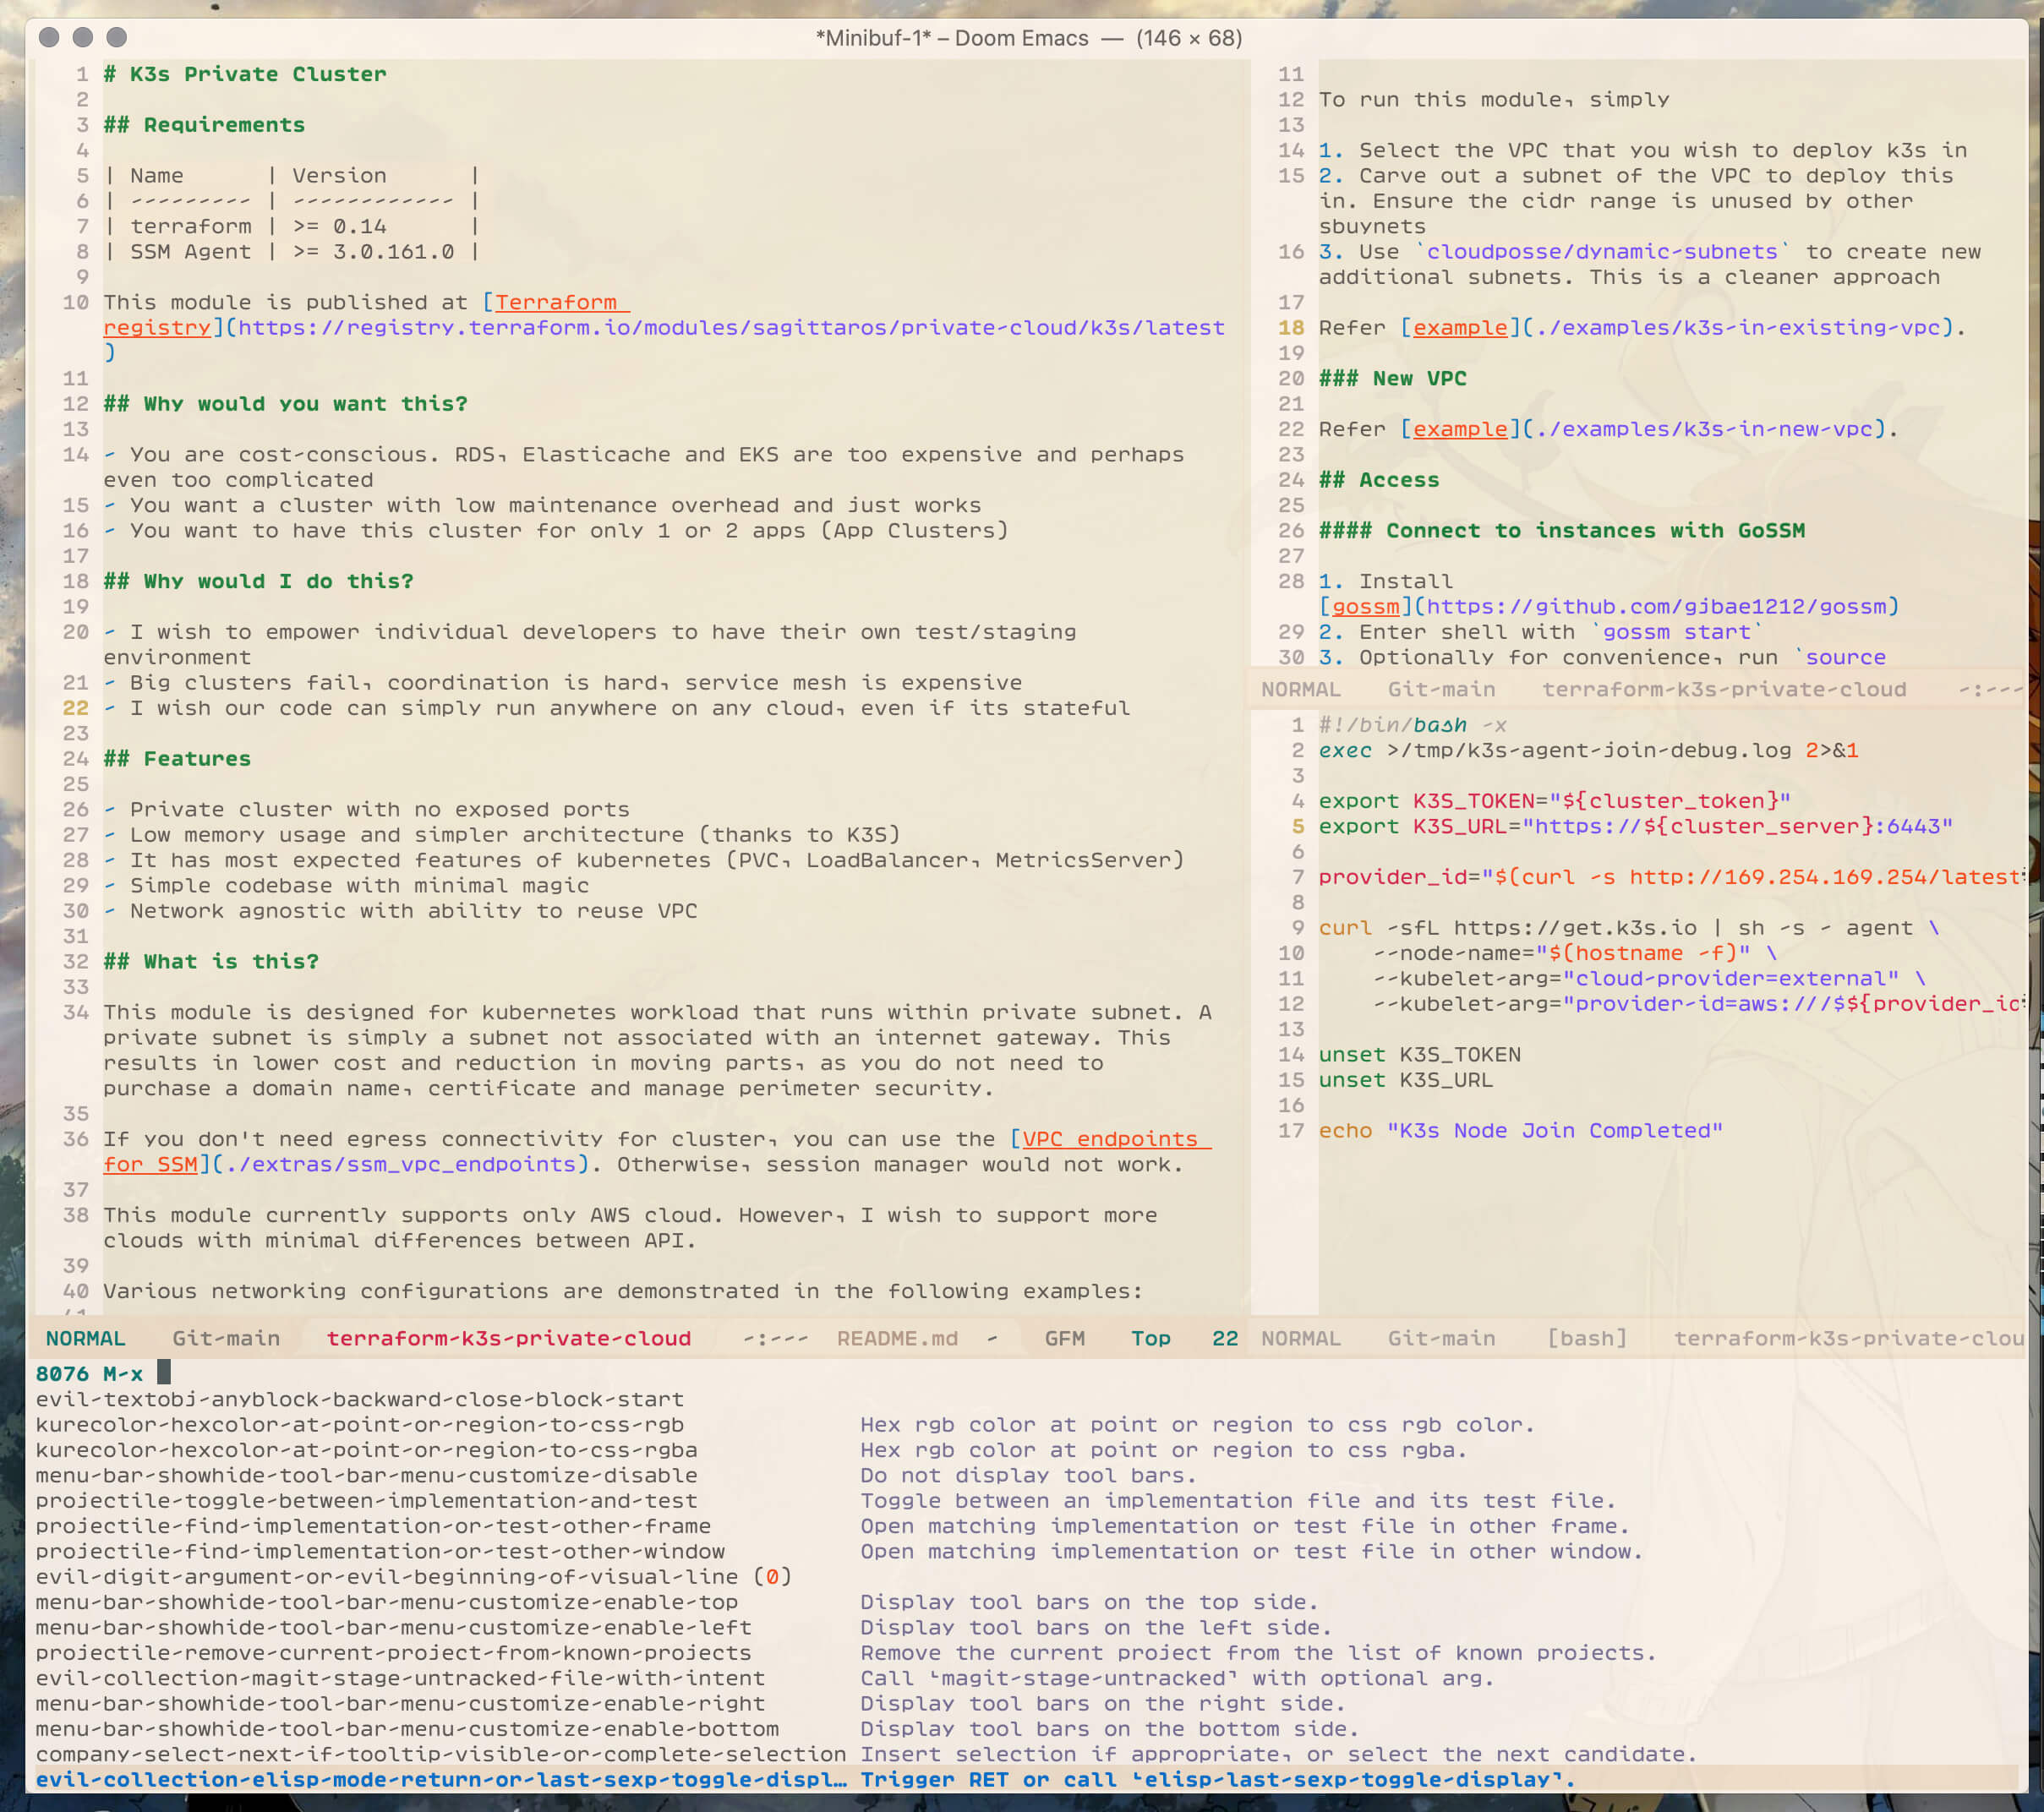 *Minibuf-1* – Doom Emacs — (146 × 68)
1 # K3s Private Cluster
2
3 ## Requirements
4
5 | Name | Version |
6 | --------- | ------------ |
7 | terraform | >= 0.14 |
8 | SSM Agent | >= 3.0.161.0 |
9
10 This module is published at [Terraform
registry](https://registry.terraform.io/modules/sagittaros/private-cloud/k3s/latest
)
11
12 ## Why would you want this?
13
14 - You are cost-conscious. RDS, Elasticache and EKS are too expensive and perhaps
even too complicated
15 - You want a cluster with low maintenance overhead and just works
16 - You want to have this cluster for only 1 or 2 apps (App Clusters)
17
18 ## Why would I do this?
19
20 - I wish to empower individual developers to have their own test/staging
environment
21 - Big clusters fail, coordination is hard, service mesh is expensive
22 - I wish our code can simply run anywhere on any cloud, even if its stateful
23
24 ## Features
25
26 - Private cluster with no exposed ports
27 - Low memory usage and simpler architecture (thanks to K3S)
28 - It has most expected features of kubernetes (PVC, LoadBalancer, MetricsServer)
29 - Simple codebase with minimal magic
30 - Network agnostic with ability to reuse VPC
31
32 ## What is this?
33
34 This module is designed for kubernetes workload that runs within private subnet. A
private subnet is simply a subnet not associated with an internet gateway. This
results in lower cost and reduction in moving parts, as you do not need to
purchase a domain name, certificate and manage perimeter security.
35
36 If you don't need egress connectivity for cluster, you can use the [VPC endpoints
for SSM](./extras/ssm_vpc_endpoints). Otherwise, session manager would not work.
37
38 This module currently supports only AWS cloud. However, I wish to support more
clouds with minimal differences between API.
39
40 Various networking configurations are demonstrated in the following examples:
41
NORMAL Git-main terraform-k3s-private-cloud -:--- README.md - GFM Top 22
11
12 To run this module, simply
13
14 1. Select the VPC that you wish to deploy k3s in
15 2. Carve out a subnet of the VPC to deploy this
in. Ensure the cidr range is unused by other
sbuynets
16 3. Use `cloudposse/dynamic-subnets` to create new
additional subnets. This is a cleaner approach
17
18 Refer [example](./examples/k3s-in-existing-vpc).
19
20 ### New VPC
21
22 Refer [example](./examples/k3s-in-new-vpc).
23
24 ## Access
25
26 #### Connect to instances with GoSSM
27
28 1. Install
[gossm](https://github.com/gjbae1212/gossm)
29 2. Enter shell with `gossm start`
30 3. Optionally for convenience, run `source
NORMAL Git-main terraform-k3s-private-cloud -:---
1 #!/bin/bash -x
2 exec >/tmp/k3s-agent-join-debug.log 2>&1
3
4 export K3S_TOKEN="${cluster_token}"
5 export K3S_URL="https://${cluster_server}:6443"
6
7 provider_id="$(curl -s http://169.254.169.254/latest
8
9 curl -sfL https://get.k3s.io | sh -s - agent \
10 --node-name="$(hostname -f)" \
11 --kubelet-arg="cloud-provider=external" \
12 --kubelet-arg="provider-id=aws:///$${provider_ic
13
14 unset K3S_TOKEN
15 unset K3S_URL
16
17 echo "K3s Node Join Completed"
NORMAL Git-main [bash] terraform-k3s-private-clou
8076 M-x
evil-textobj-anyblock-backward-close-block-start
kurecolor-hexcolor-at-point-or-region-to-css-rgb Hex rgb color at point or region to css rgb color.
kurecolor-hexcolor-at-point-or-region-to-css-rgba Hex rgb color at point or region to css rgba.
menu-bar-showhide-tool-bar-menu-customize-disable Do not display tool bars.
projectile-toggle-between-implementation-and-test Toggle between an implementation file and its test file.
projectile-find-implementation-or-test-other-frame Open matching implementation or test file in other frame.
projectile-find-implementation-or-test-other-window Open matching implementation or test file in other window.
evil-digit-argument-or-evil-beginning-of-visual-line (0)
menu-bar-showhide-tool-bar-menu-customize-enable-top Display tool bars on the top side.
menu-bar-showhide-tool-bar-menu-customize-enable-left Display tool bars on the left side.
projectile-remove-current-project-from-known-projects Remove the current project from the list of known projects.
evil-collection-magit-stage-untracked-file-with-intent Call ‘magit-stage-untracked’ with optional arg.
menu-bar-showhide-tool-bar-menu-customize-enable-right Display tool bars on the right side.
menu-bar-showhide-tool-bar-menu-customize-enable-bottom Display tool bars on the bottom side.
company-select-next-if-tooltip-visible-or-complete-selection Insert selection if appropriate, or select the next candidate.
evil-collection-elisp-mode-return-or-last-sexp-toggle-displ… Trigger RET or call ‘elisp-last-sexp-toggle-display’.